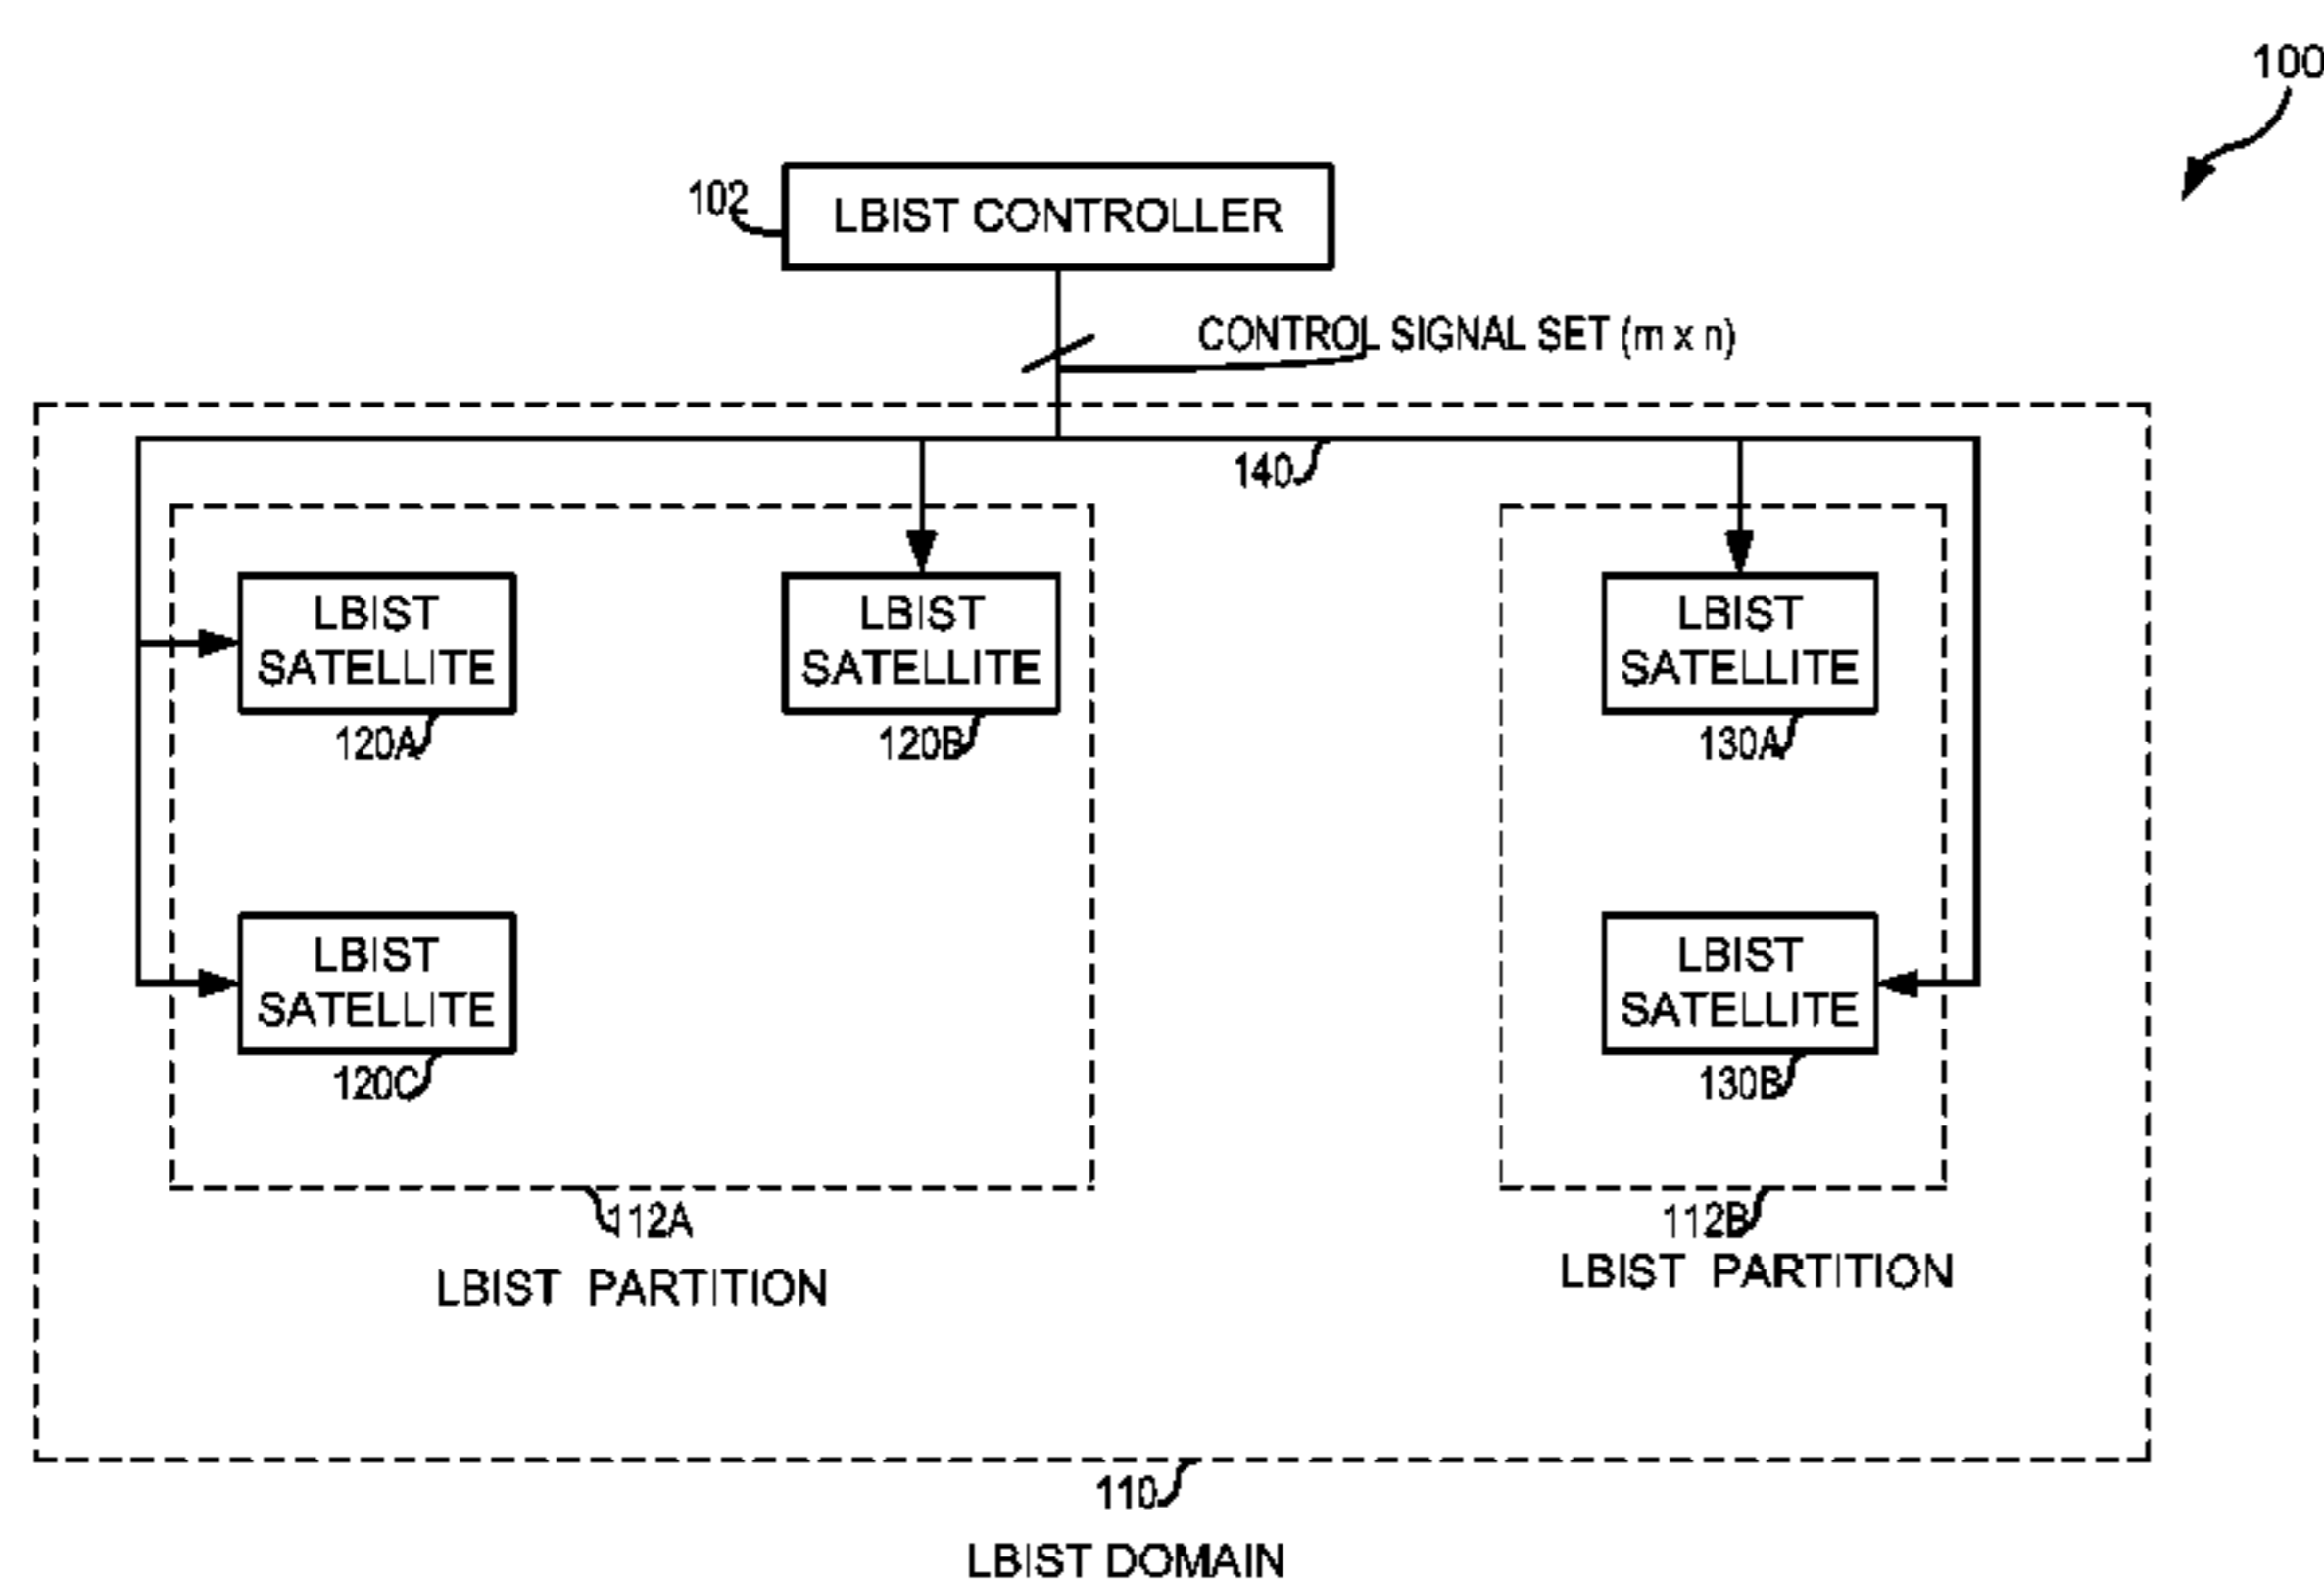 100
102
LBIST CONTROLLER
CONTROL SIGNAL SET (m x n)
140
LBIST
SATELLITE
120A
LBIST
SATELLITE
120B
LBIST
SATELLITE
130A
LBIST
SATELLITE
120C
LBIST
SATELLITE
130B
112A
LBIST PARTITION
112B
LBIST PARTITION
110
LBIST DOMAIN